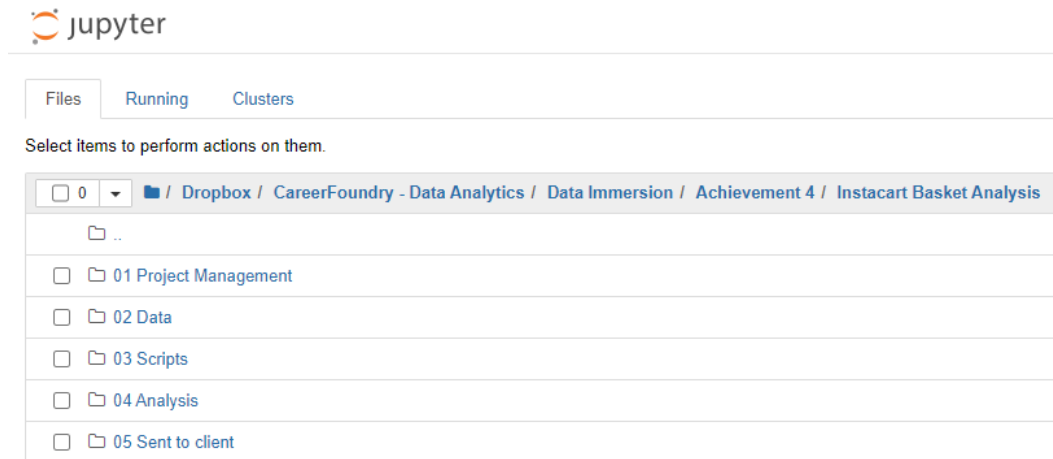 jupyter
Files Running Clusters
Select items to perform actions on them.
0 / Dropbox / CareerFoundry - Data Analytics / Data Immersion / Achievement 4 / Instacart Basket Analysis
..
01 Project Management
02 Data
03 Scripts
04 Analysis
05 Sent to client